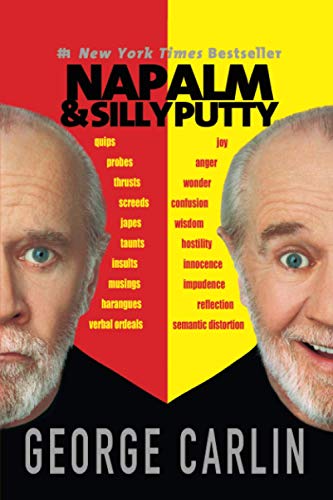 #1 New York Times Bestseller
NAPALM
& SILLY PUTTY
quips
probes
thrusts
screeds
japes
taunts
insults
musings
harangues
verbal ordeals
joy
anger
wonder
confusion
wisdom
hostility
innocence
impudence
reflection
semantic distortion
GEORGE CARLIN